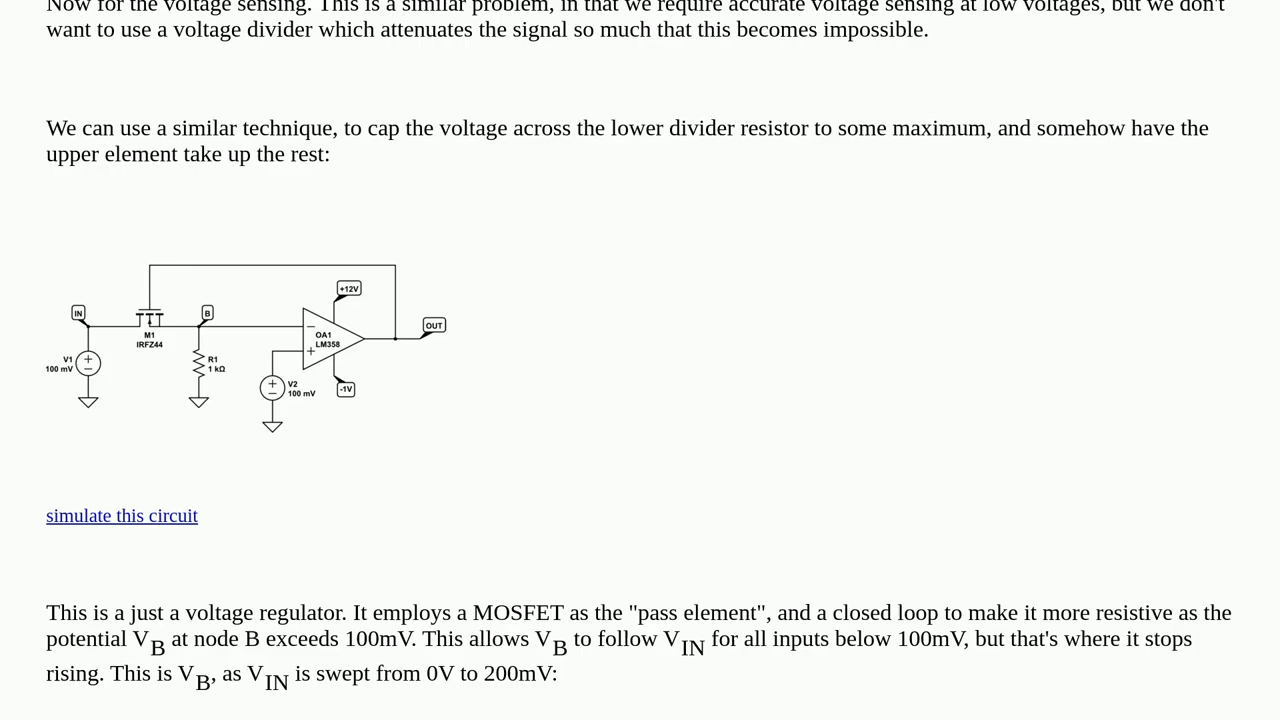 Now for the voltage sensing. This is a similar problem, in that we require accurate voltage sensing at low voltages, but we don't
want to use a voltage divider which attenuates the signal so much that this becomes impossible.
We can use a similar technique, to cap the voltage across the lower divider resistor to some maximum, and somehow have the
upper element take up the rest:
+12V
IN
B
OUT
M1
IRFZ44
OA1
LM358
V1
100 mV
R1
1 kΩ
V2
100 mV
-1V
simulate this circuit
This is a just a voltage regulator. It employs a MOSFET as the "pass element", and a closed loop to make it more resistive as the
potential VB at node B exceeds 100mV. This allows VB to follow VIN for all inputs below 100mV, but that's where it stops
rising. This is VB, as VIN is swept from 0V to 200mV: